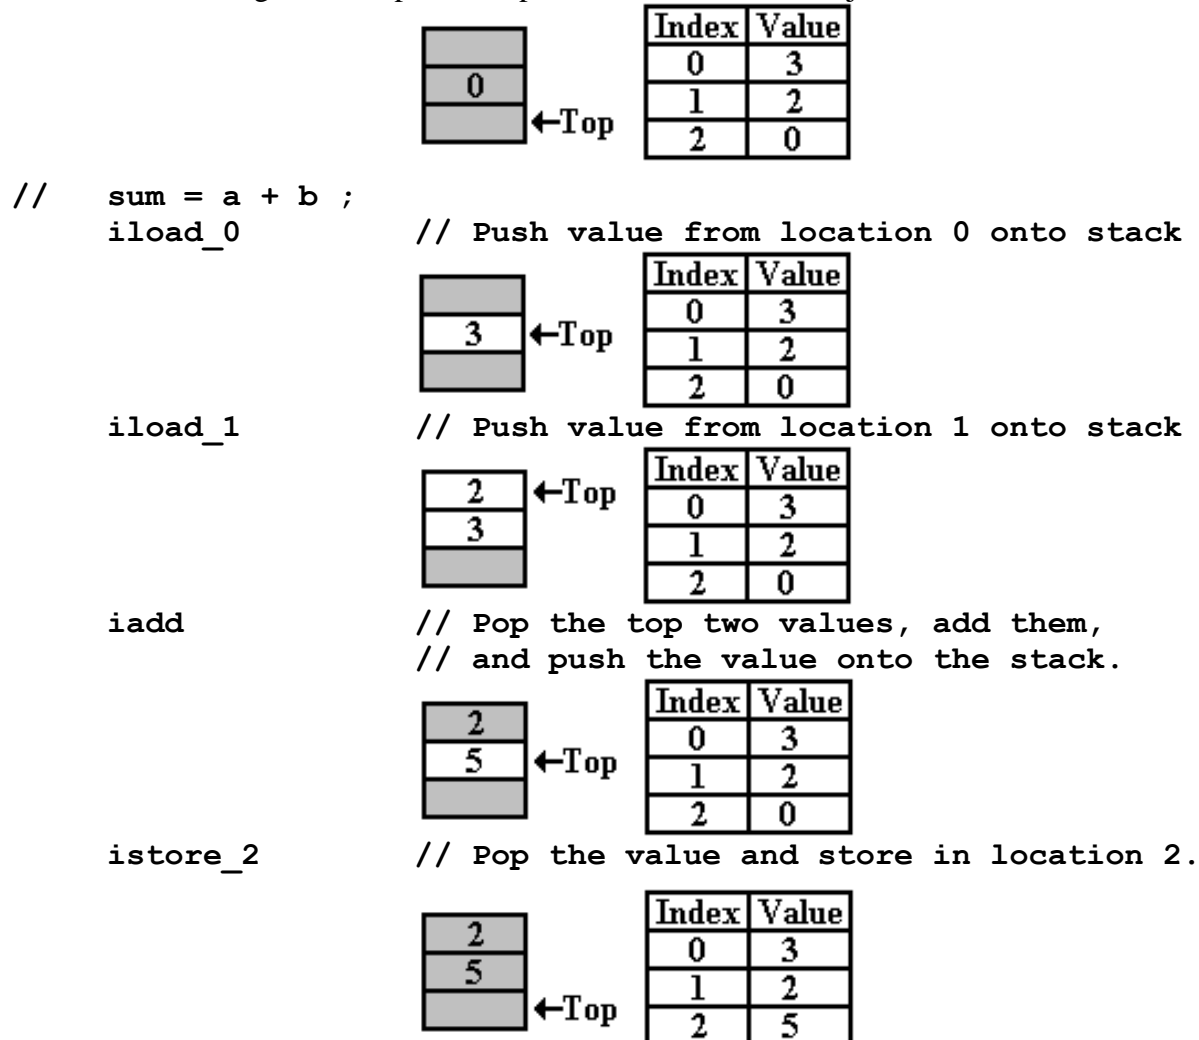 Index Value
0 3
0
1 2
←Top
2 0
// sum = a + b ;
iload_0 // Push value from location 0 onto stack
Index Value
0 3
3 ←Top
1 2
2 0
iload_1 // Push value from location 1 onto stack
Index Value
2 ←Top
0 3
3
1 2
2 0
iadd // Pop the top two values, add them,
// and push the value onto the stack.
Index Value
2
0 3
5 ←Top
1 2
2 0
istore_2 // Pop the value and store in location 2.
Index Value
2
0 3
5
1 2
←Top
2 5